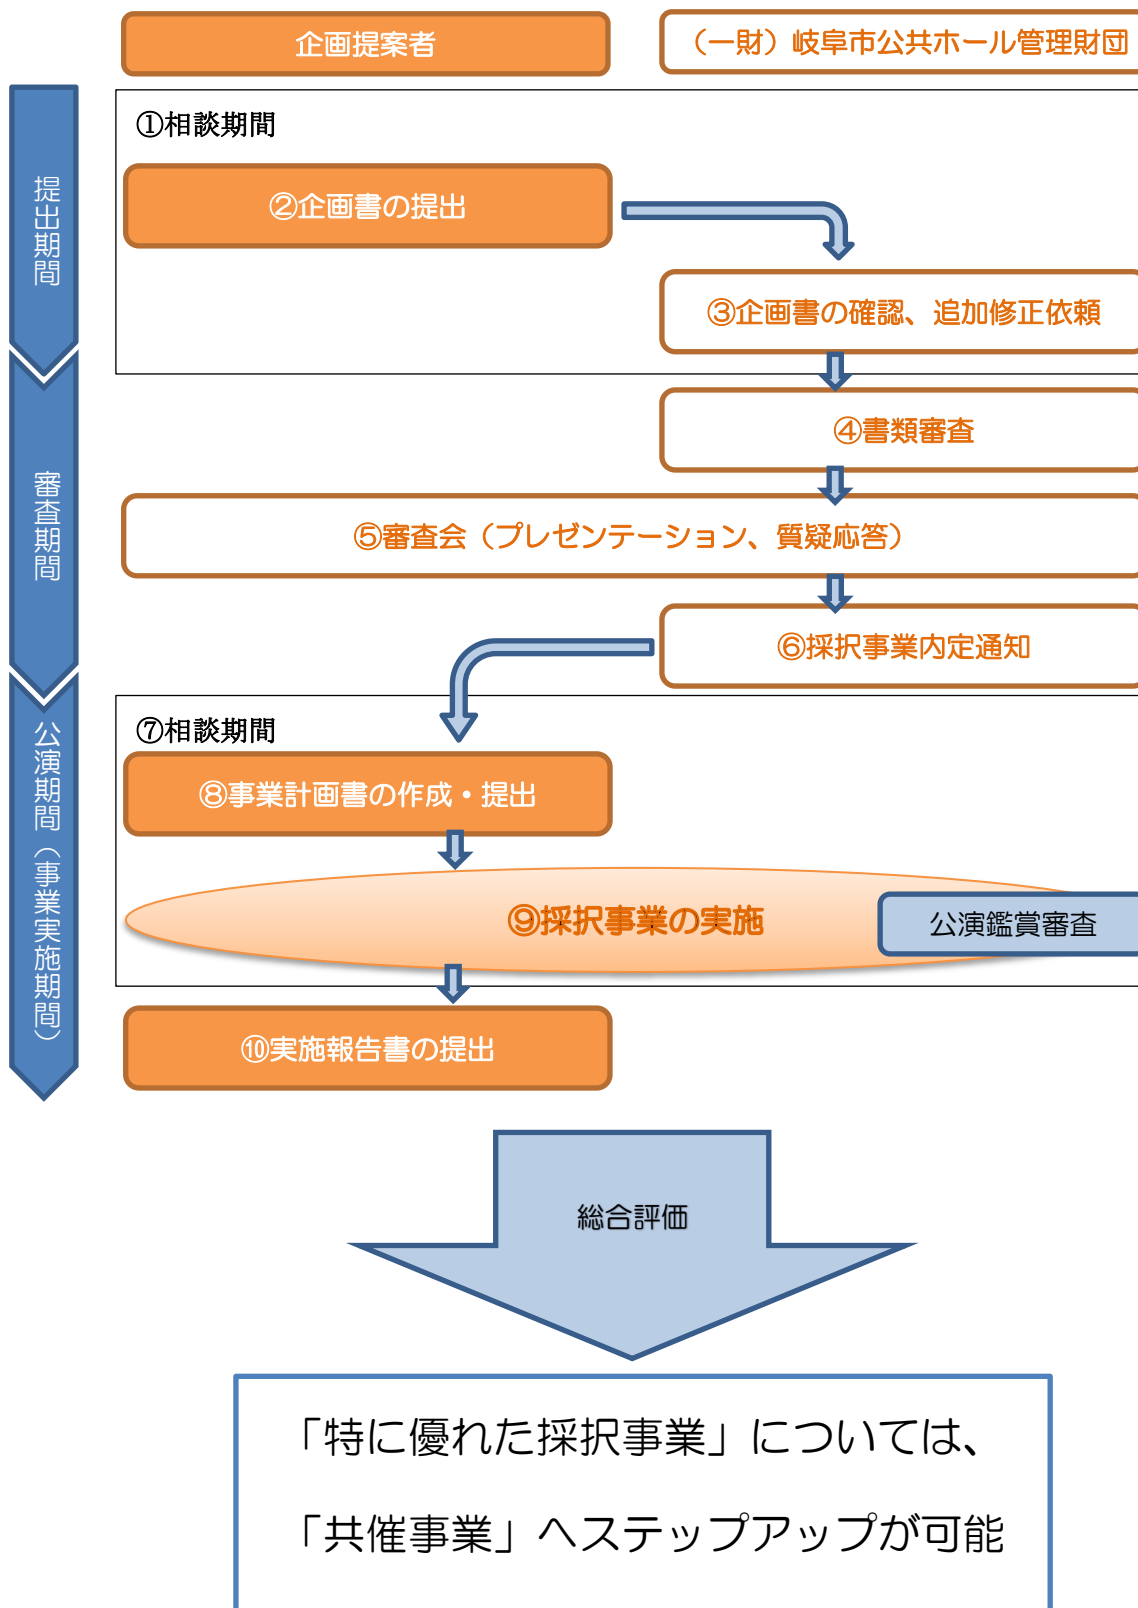 企画提案者
（一財）岐阜市公共ホール管理財団
提出期間
①相談期間
②企画書の提出
③企画書の確認、追加修正依頼
審査期間
④書類審査
⑤審査会（プレゼンテーション、質疑応答）
⑥採択事業内定通知
公演期間（事業実施期間）
⑦相談期間
⑧事業計画書の作成・提出
⑨採択事業の実施
公演鑑賞審査
⑩実施報告書の提出
総合評価
「特に優れた採択事業」については、
「共催事業」へステップアップが可能